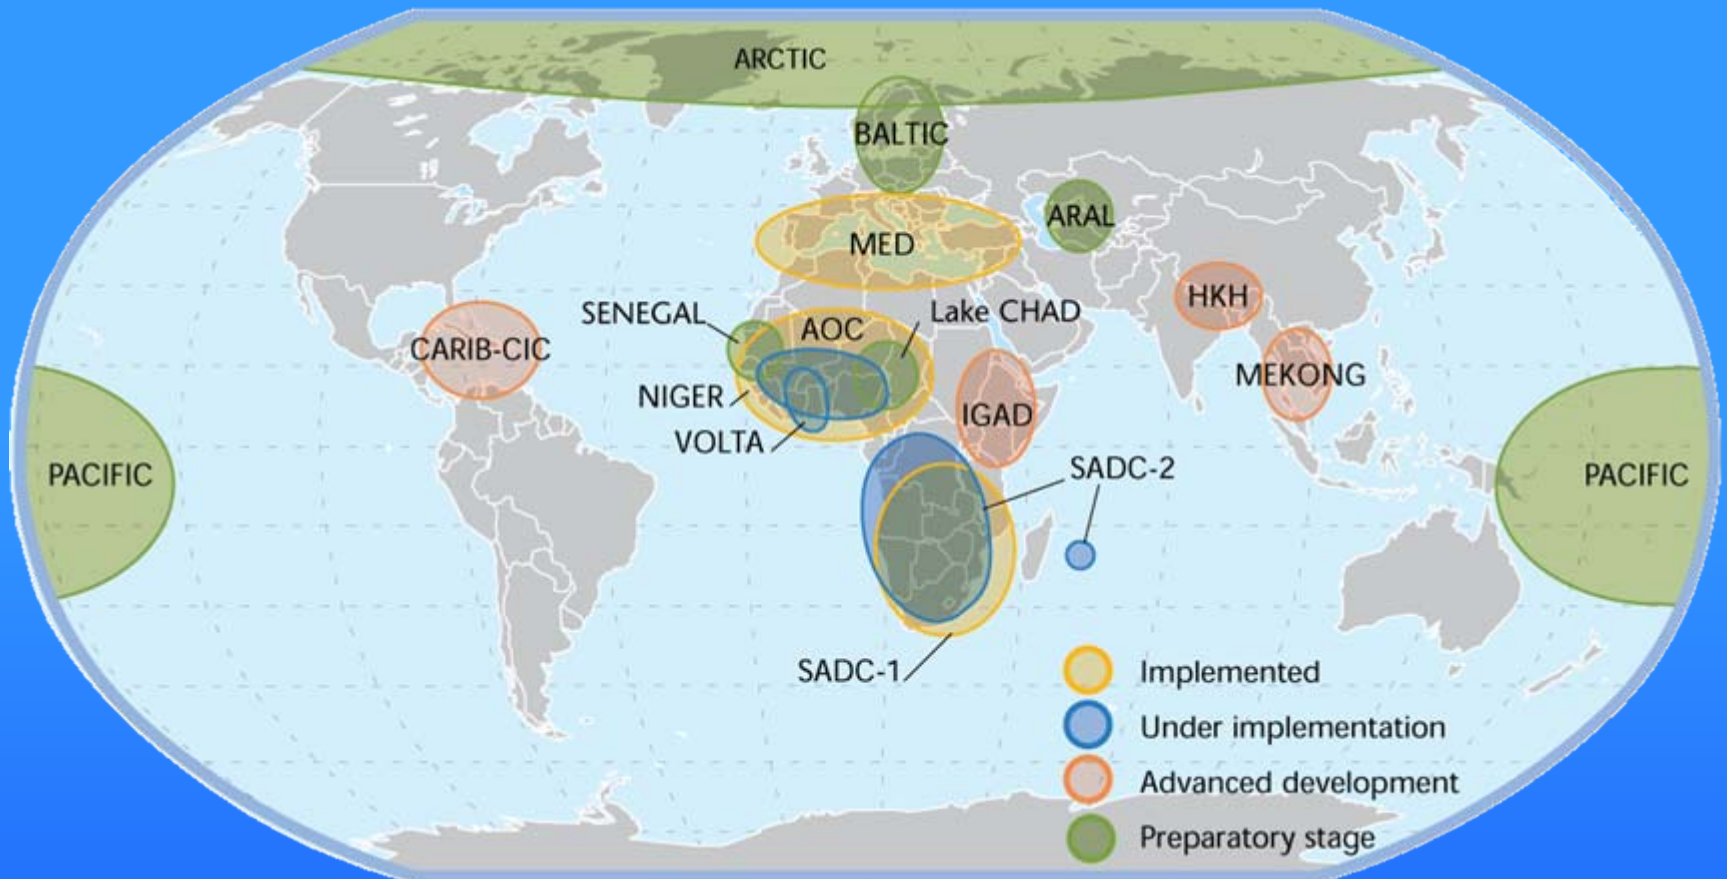 ARCTIC
BALTIC
ARAL
MED
HKH
SENEGAL
AOC
Lake CHAD
CARIB-CIC
MEKONG
NIGER
IGAD
VOLTA
PACIFIC
SADC-2
PACIFIC
SADC-1
Implemented
Under implementation
Advanced development
Preparatory stage